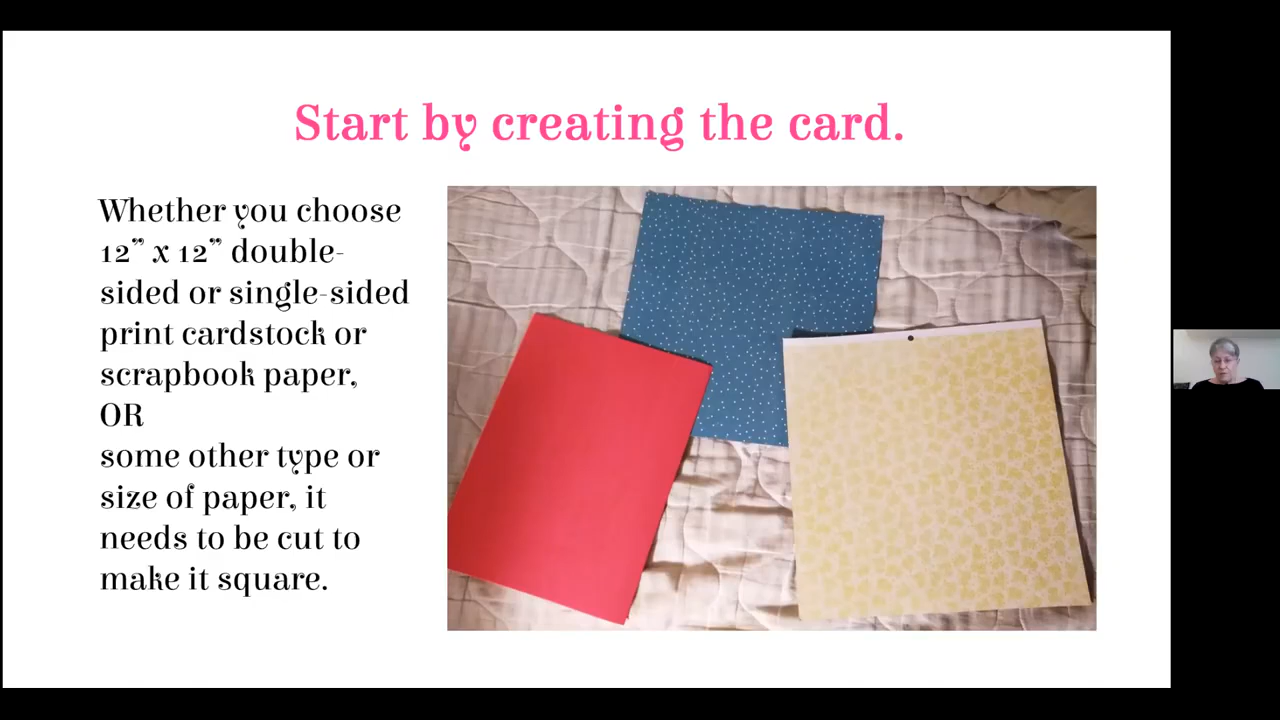 Start by creating the card.
Whether you choose
12” x 12” double-
sided or single-sided
print cardstock or
scrapbook paper,
OR
some other type or
size of paper, it
needs to be cut to
make it square.